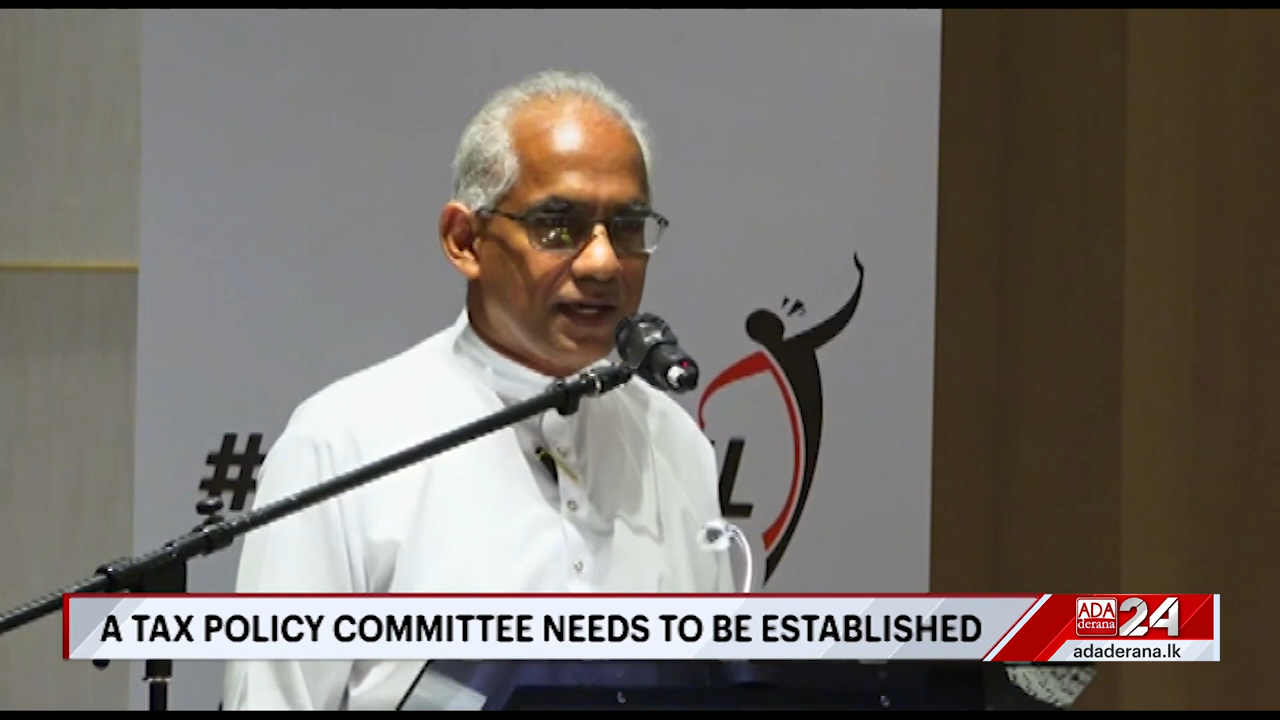 #
L
A TAX POLICY COMMITTEE NEEDS TO BE ESTABLISHED
ADA
derana
24
adaderana.lk